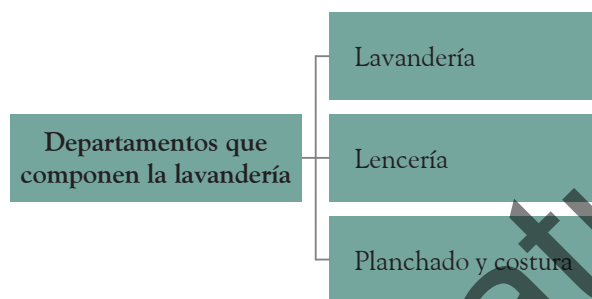 Departamentos que
componen la lavandería
Lavandería
Lencería
Planchado y costura